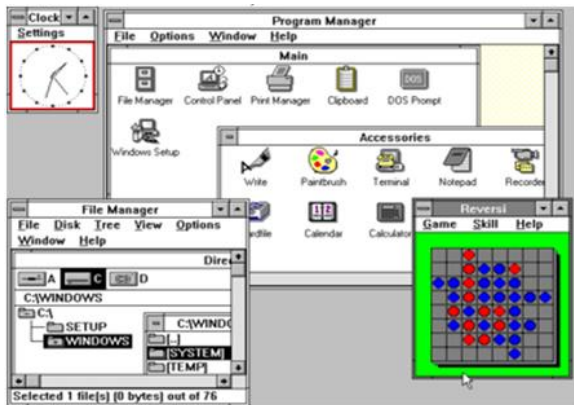 Clock
Settings
Program Manager
File Options Window Help
Main
File Manager Control Panel Print Manager Clipboard DOS Prompt
DOS
Windows Setup
Accessories
Write Paintbrush Terminal Notepad Recorder
ardfile Calendar Calculator
File Manager
File Disk Tree View Options
Window Help
Direc
A C D
C:\WINDOWS
C:\
SETUP
WINDOWS
C:\WINDO
[..]
[SYSTEM]
[TEMP]
Selected 1 file(s) (0 bytes) out of 76
Reversi
Game Skill Help